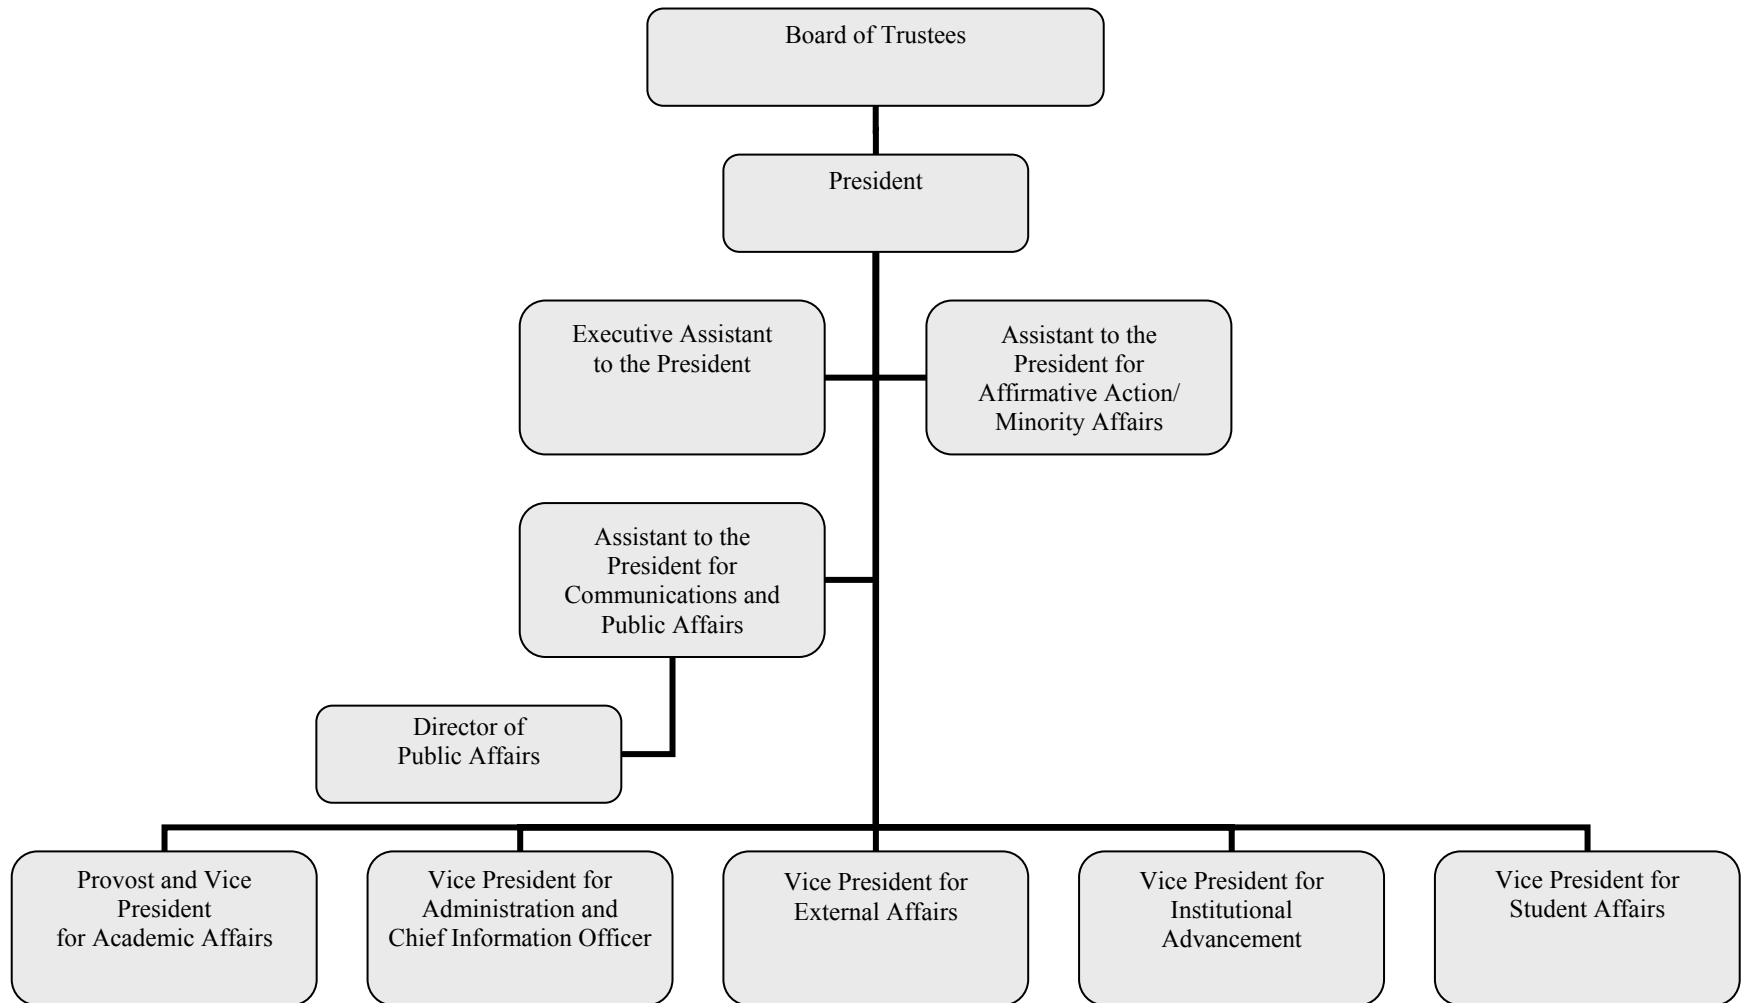 Board of Trustees
President
Executive Assistant
to the President
Assistant to the
President for
Affirmative Action/
Minority Affairs
Assistant to the
President for
Communications and
Public Affairs
Director of
Public Affairs
Provost and Vice
President
for Academic Affairs
Vice President for
Administration and
Chief Information Officer
Vice President for
External Affairs
Vice President for
Institutional
Advancement
Vice President for
Student Affairs